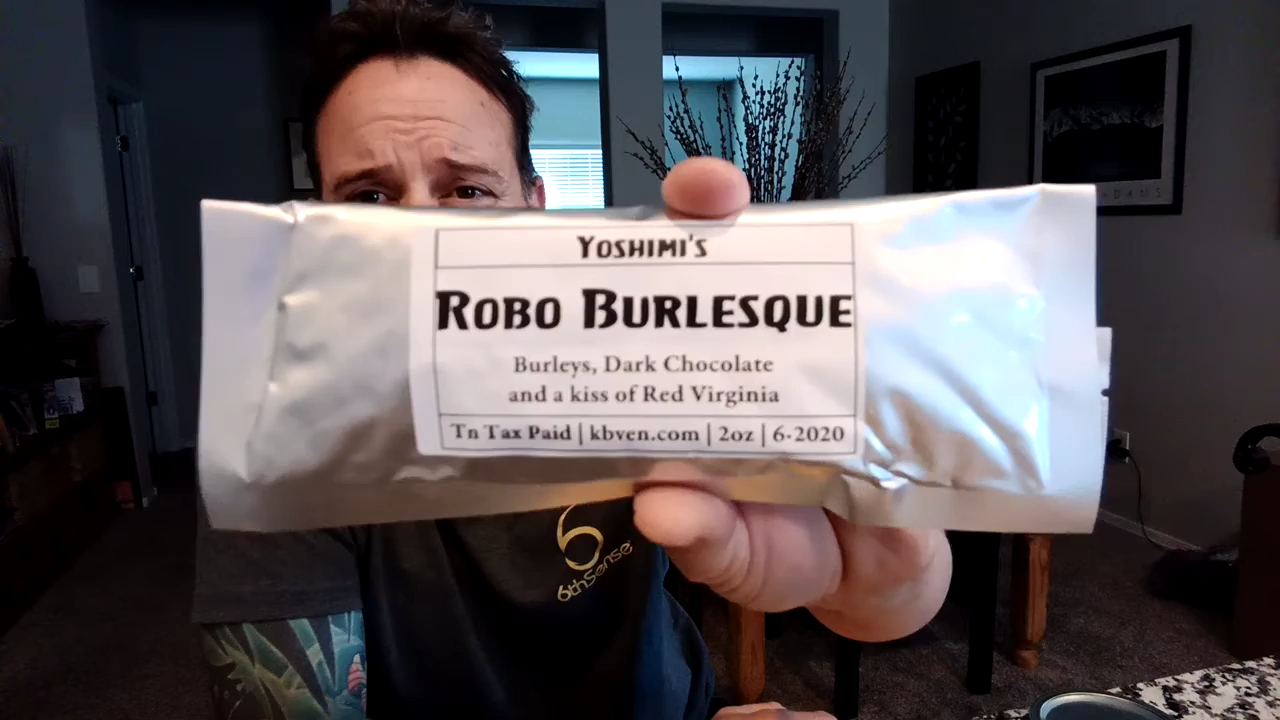 YOSHIMI'S
ROBO BURLESQUE
Burleys, Dark Chocolate
and a kiss of Red Virginia
Tn Tax Paid | kbven.com | 2oz | 6-2020
6
6thSense
ADAMS